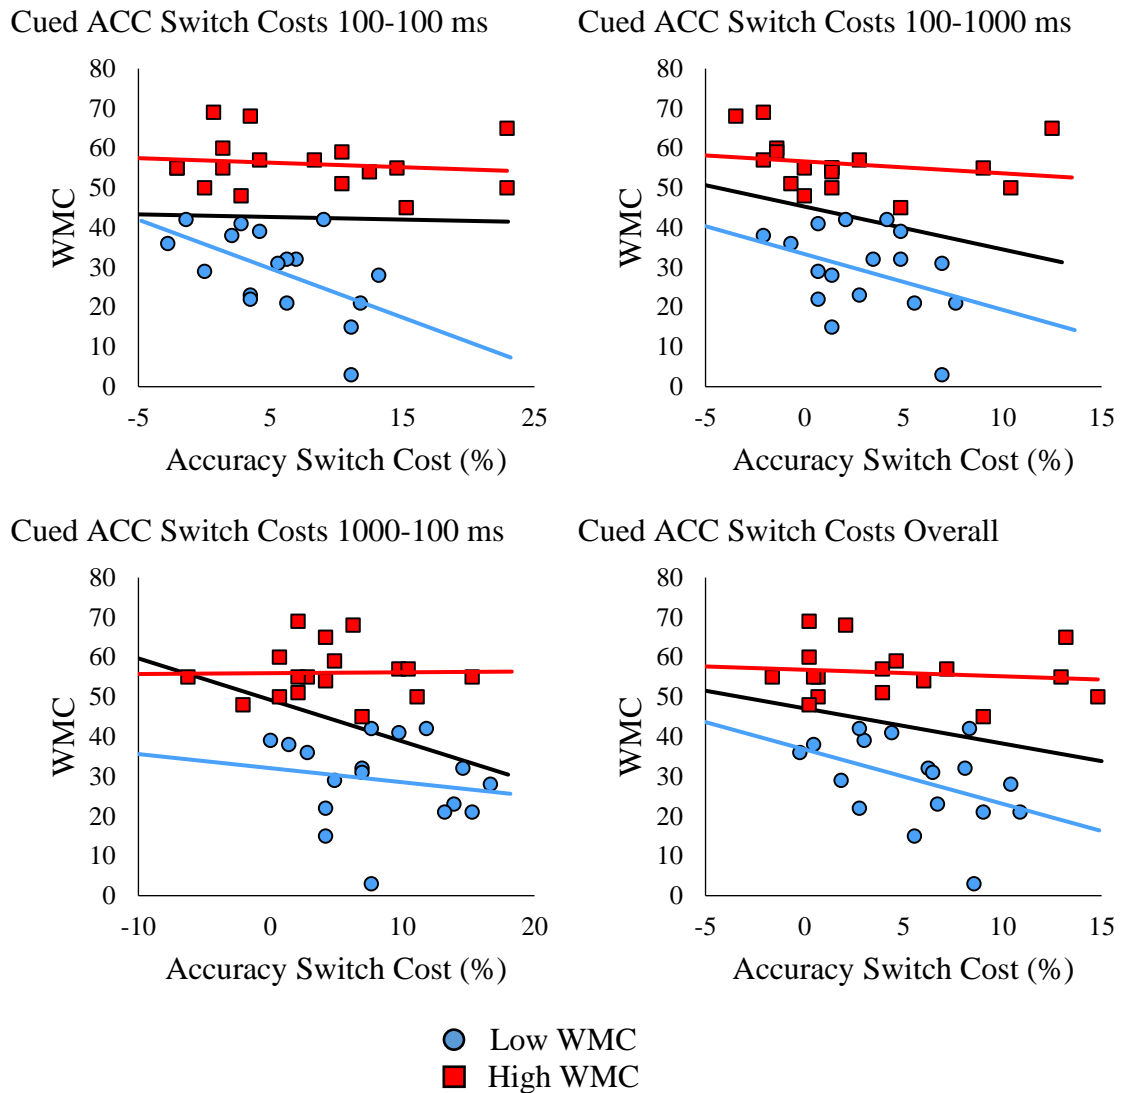 Cued ACC Switch Costs 100-100 ms
80
70
60
50
40
30
20
10
0
WMC
-5 5 15 25
Accuracy Switch Cost (%)
Cued ACC Switch Costs 100-1000 ms
80
70
60
50
40
30
20
10
0
WMC
-5 0 5 10 15
Accuracy Switch Cost (%)
Cued ACC Switch Costs 1000-100 ms
80
70
60
50
40
30
20
10
0
WMC
-10 0 10 20
Accuracy Switch Cost (%)
Cued ACC Switch Costs Overall
80
70
60
50
40
30
20
10
0
WMC
-5 0 5 10 15
Accuracy Switch Cost (%)
Low WMC
High WMC